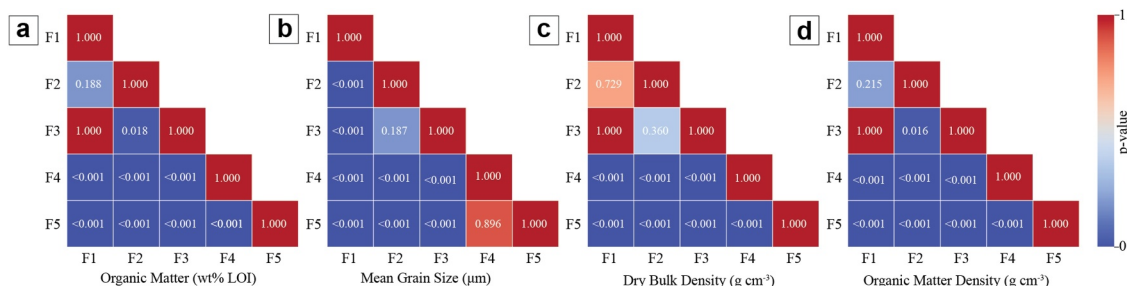 a b c d
F1 1.000 F1 1.000 F1 1.000 F1 1.000 1
F2 0.188 1.000 F2 <0.001 1.000 F2 0.729 1.000 F2 0.215 1.000
F3 1.000 0.018 1.000 F3 <0.001 0.187 1.000 F3 1.000 0.360 1.000 F3 1.000 0.016 1.000 p-value
F4 <0.001 <0.001 <0.001 1.000 F4 <0.001 <0.001 <0.001 1.000 F4 <0.001 <0.001 <0.001 1.000 F4 <0.001 <0.001 <0.001 1.000
F5 <0.001 <0.001 <0.001 <0.001 1.000 F5 <0.001 <0.001 <0.001 0.896 1.000 F5 <0.001 <0.001 <0.001 <0.001 1.000 F5 <0.001 <0.001 <0.001 <0.001 1.000 0
F1 F2 F3 F4 F5 F1 F2 F3 F4 F5 F1 F2 F3 F4 F5 F1 F2 F3 F4 F5
Organic Matter (wt% LOI) Mean Grain Size (μm) Dry Bulk Density (g cm⁻³) Organic Matter Density (g cm⁻³)